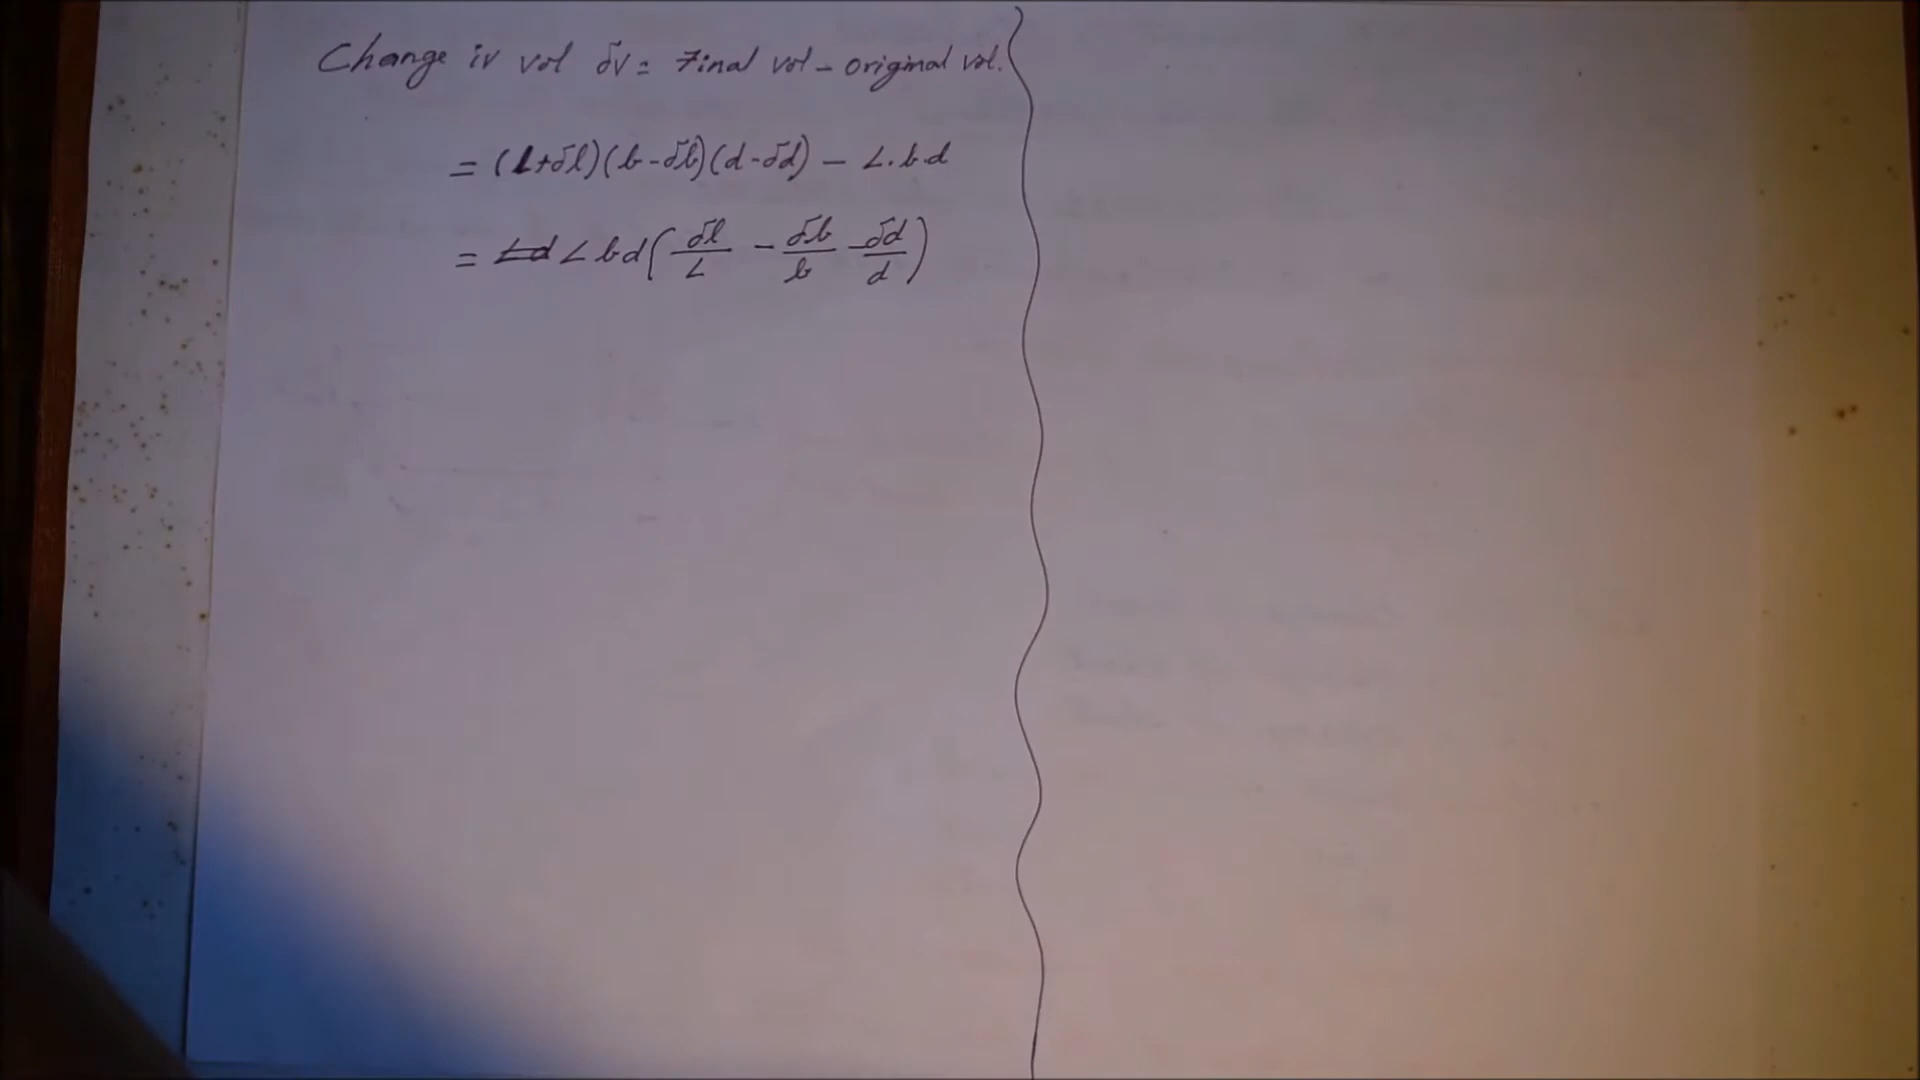 Change in vol δv = Final vol - original vol.
= (L+δl)(b-δb)(d-δd) - L.b.d
= L b d (δl/L - δb/b - δd/d)